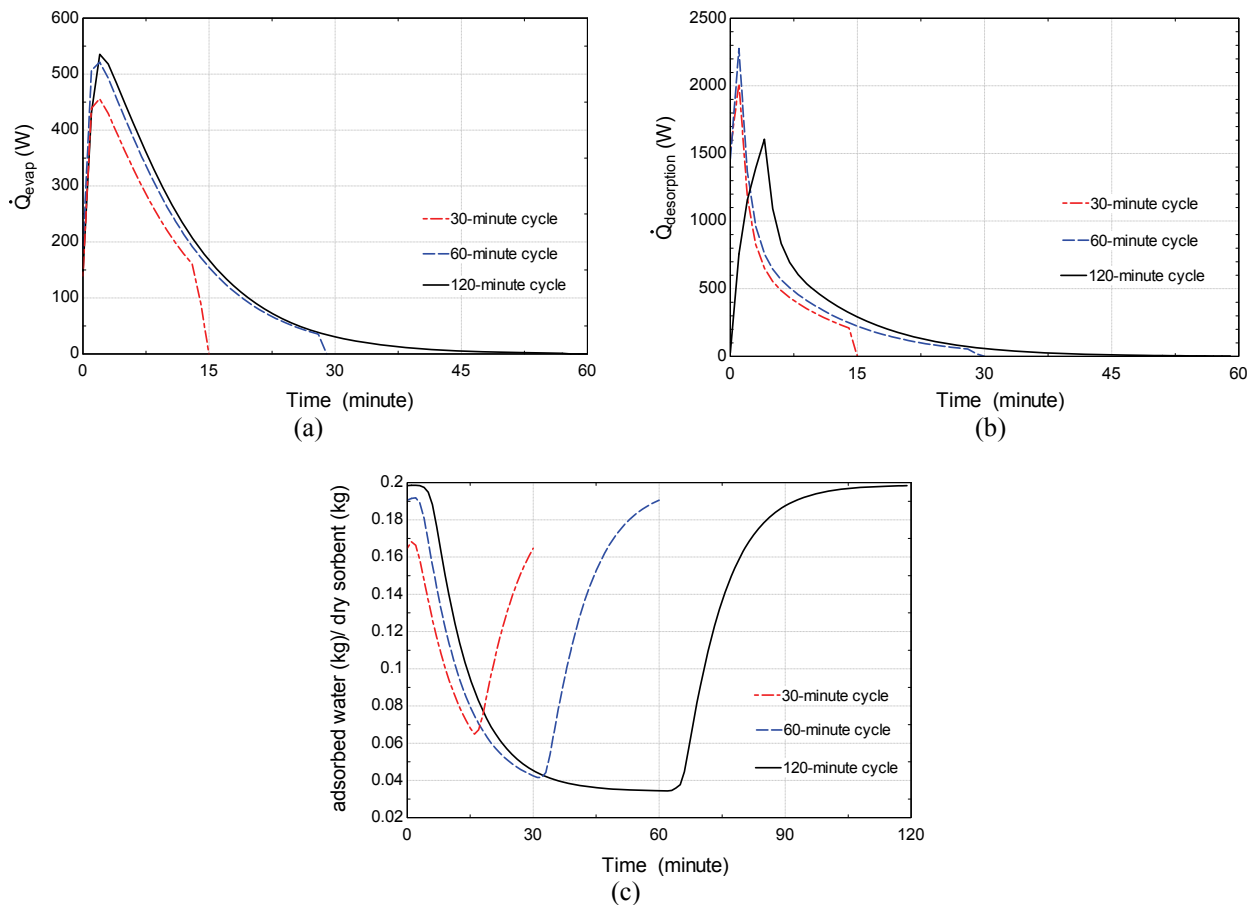 600
500
400
300
200
100
0
Q̇evap (W)
30-minute cycle
60-minute cycle
120-minute cycle
0 15 30 45 60
Time (minute)
(a)
2500
2000
1500
1000
500
0
Q̇desorption (W)
30-minute cycle
60-minute cycle
120-minute cycle
0 15 30 45 60
Time (minute)
(b)
0.2
0.18
0.16
0.14
0.12
0.1
0.08
0.06
0.04
0.02
adsorbed water (kg)/ dry sorbent (kg)
30-minute cycle
60-minute cycle
120-minute cycle
0 30 60 90 120
Time (minute)
(c)